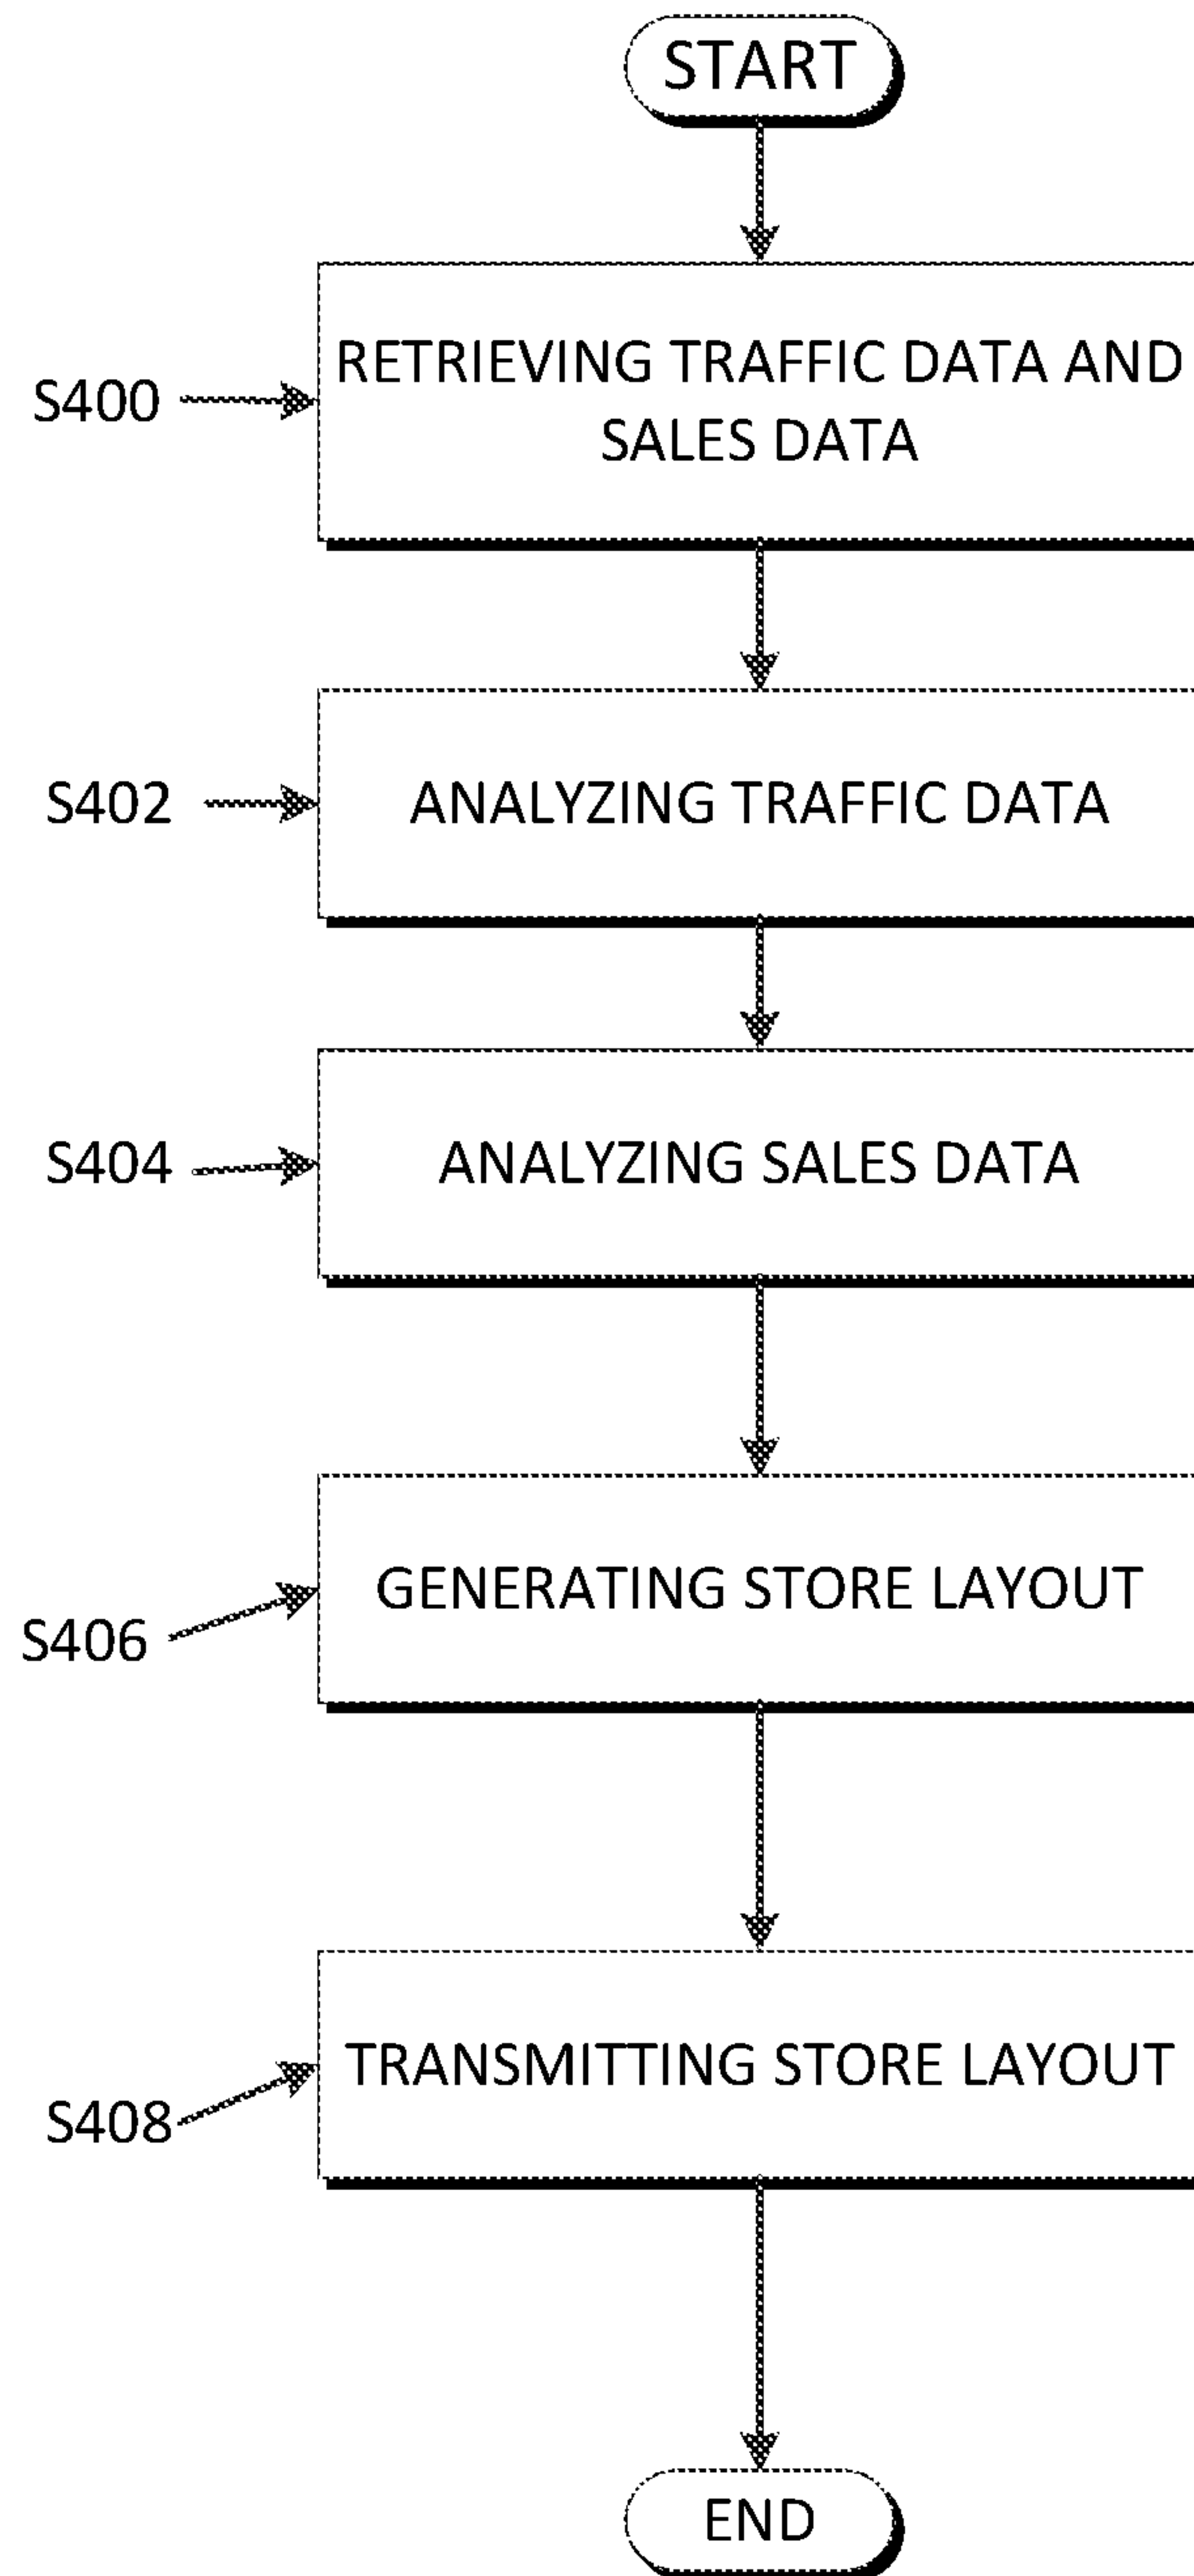 START
S400
RETRIEVING TRAFFIC DATA AND
SALES DATA
S402
ANALYZING TRAFFIC DATA
S404
ANALYZING SALES DATA
S406
GENERATING STORE LAYOUT
S408
TRANSMITTING STORE LAYOUT
END